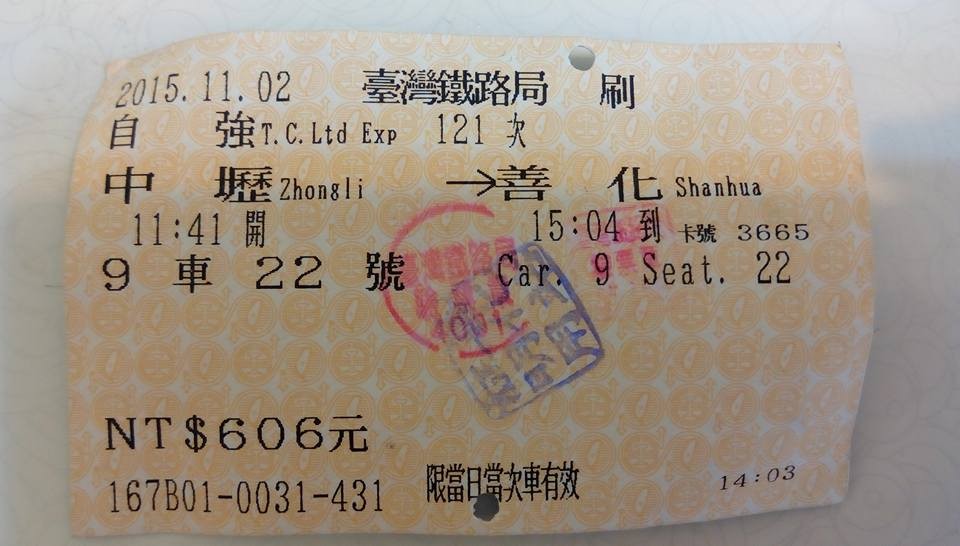 2015.11.02 臺灣鐵路局 刷
自強 T.C.Ltd Exp 121 次
中壢 Zhongli →善化 Shanhua
11:41 開 15:04 到 卡號 3665
9 車 22 號 Car. 9 Seat. 22
NT$606元
167B01-0031-431 限當日當次車有效 14:03